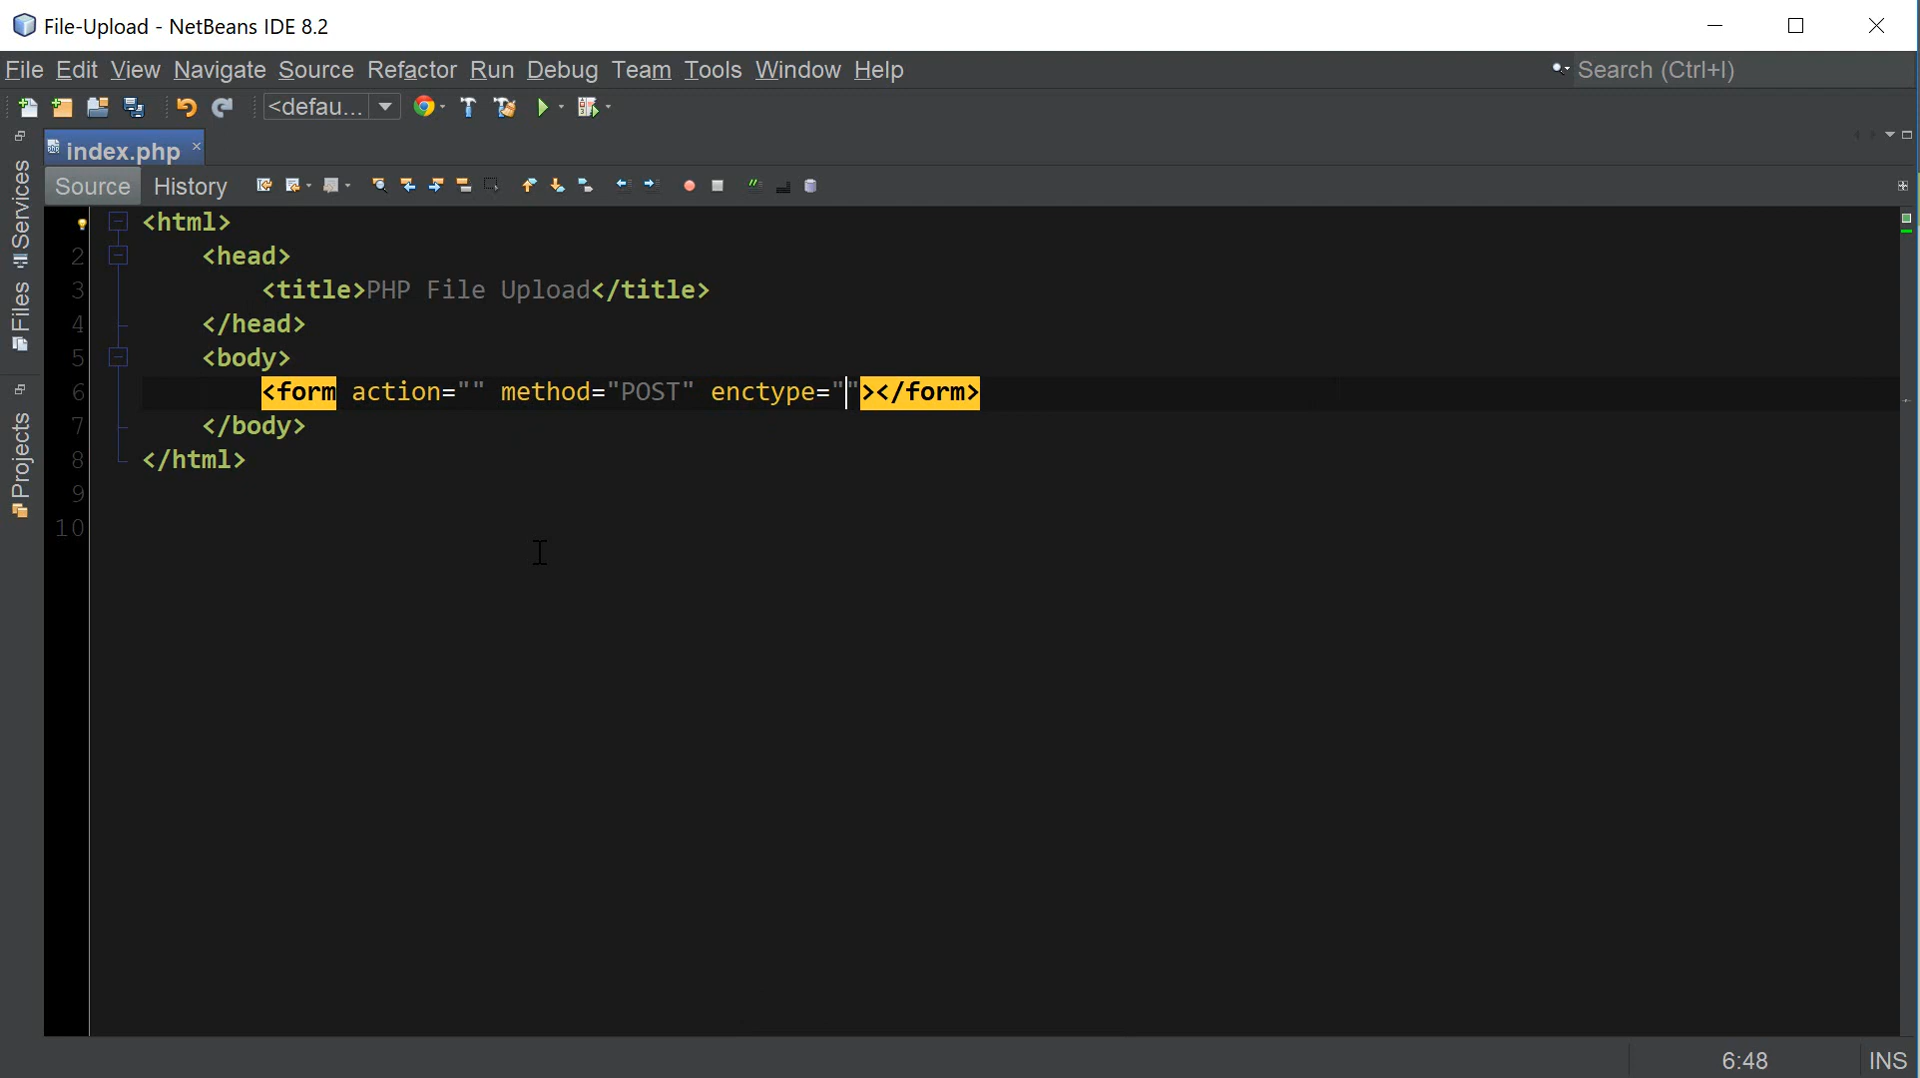 File-Upload - NetBeans IDE 8.2
File Edit View Navigate Source Refactor Run Debug Team Tools Window Help
Search (Ctrl+I)
<defau...
index.php
Source History
Services
Files
Projects
<html>
2 <head>
3 <title>PHP File Upload</title>
4 </head>
5 <body>
6 <form action="" method="POST" enctype=""></form>
7 </body>
8 </html>
9
10
6:48 INS